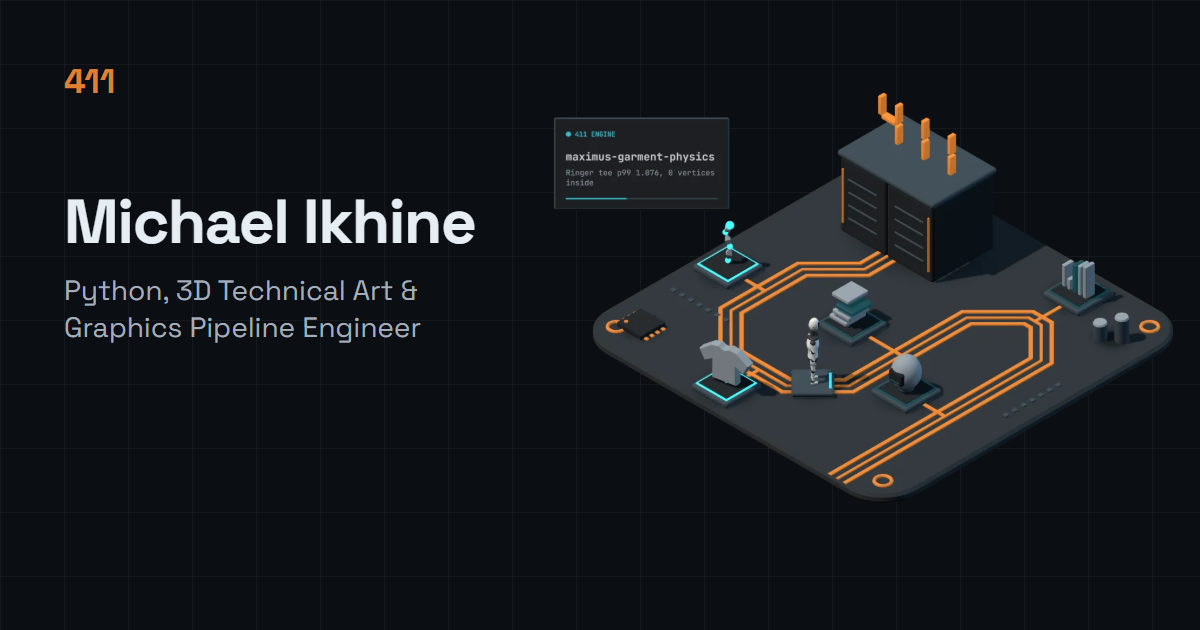 411
Michael Ikhine
Python, 3D Technical Art &
Graphics Pipeline Engineer
411 ENGINE
maximus-garment-physics
Ringer tee p99 1.076, 0 vertices
inside
411